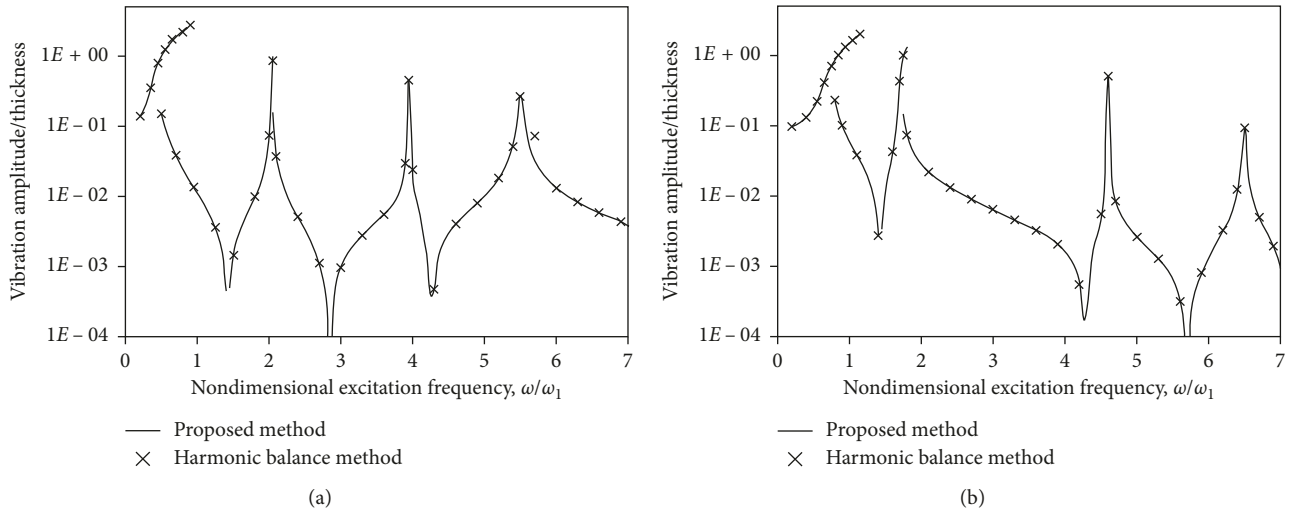 Vibration amplitude/thickness
1E + 00
1E – 01
1E – 02
1E – 03
1E – 04
0 1 2 3 4 5 6 7
Nondimensional excitation frequency, ω/ω₁
Proposed method
Harmonic balance method
(a)
Vibration amplitude/thickness
1E + 00
1E – 01
1E – 02
1E – 03
1E – 04
0 1 2 3 4 5 6 7
Nondimensional excitation frequency, ω/ω₁
Proposed method
Harmonic balance method
(b)